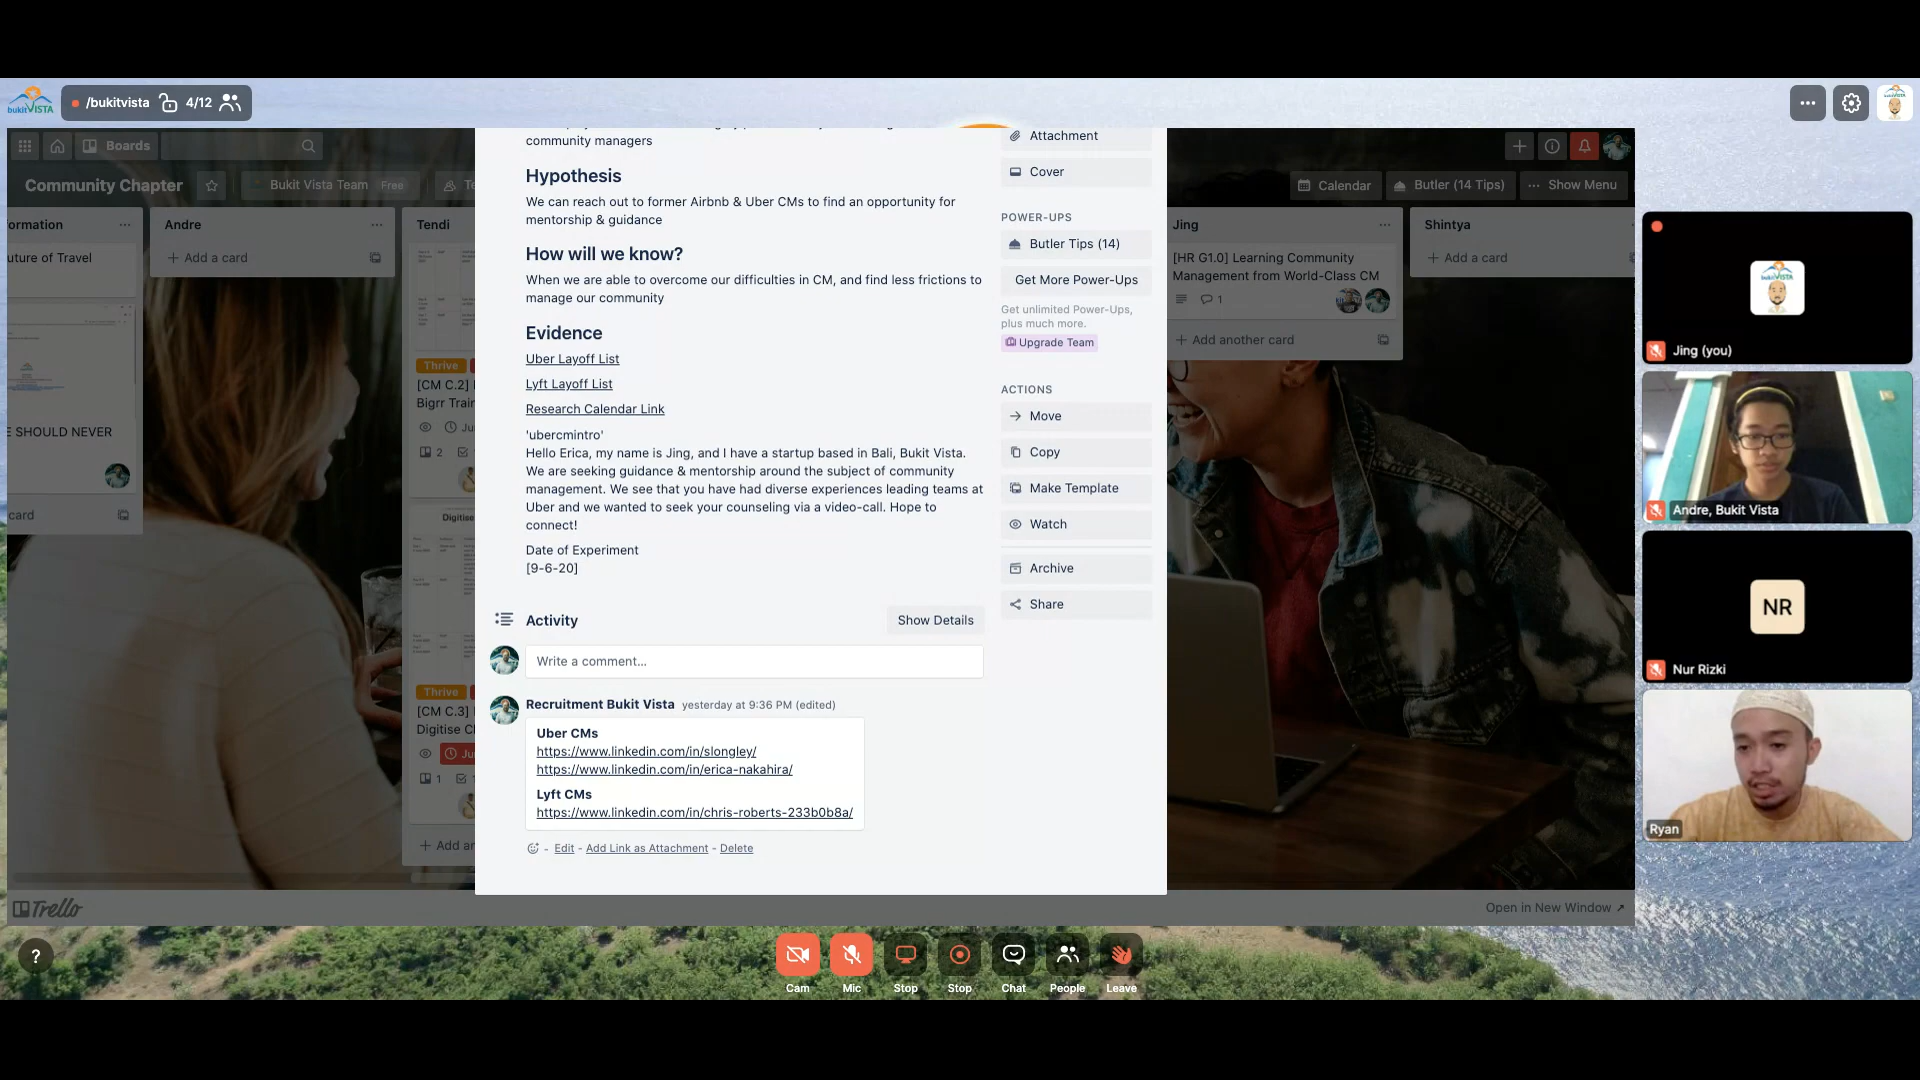 bukitVISTA
/bukitvista 4/12
Boards
Community Chapter
Bukit Vista Team Free
Calendar
Butler (14 Tips)
Show Menu
ormation
uture of Travel
E SHOULD NEVER
card
Andre
Add a card
Tendi
Thrive
[CM C.2]
Bigrr Trai
2
Digitise
Thrive
[CM C.3]
Digitise C
1
community managers
Hypothesis
We can reach out to former Airbnb & Uber CMs to find an opportunity for
mentorship & guidance
How will we know?
When we are able to overcome our difficulties in CM, and find less frictions to
manage our community
Evidence
Uber Layoff List
Lyft Layoff List
Research Calendar Link
'ubercmintro'
Hello Erica, my name is Jing, and I have a startup based in Bali, Bukit Vista.
We are seeking guidance & mentorship around the subject of community
management. We see that you have had diverse experiences leading teams at
Uber and we wanted to seek your counseling via a video-call. Hope to
connect!
Date of Experiment
[9-6-20]
Activity
Show Details
Write a comment...
Recruitment Bukit Vista yesterday at 9:36 PM (edited)
Uber CMs
https://www.linkedin.com/in/slongley/
https://www.linkedin.com/in/erica-nakahira/
Lyft CMs
https://www.linkedin.com/in/chris-roberts-233b0b8a/
- Edit - Add Link as Attachment - Delete
Attachment
Cover
POWER-UPS
Butler Tips (14)
Get More Power-Ups
Get unlimited Power-Ups,
plus much more.
Upgrade Team
ACTIONS
Move
Copy
Make Template
Watch
Archive
Share
Jing
[HR G1.0] Learning Community
Management from World-Class CM
1
Add another card
Shintya
Add a card
Trello
Open in New Window
Jing (you)
Andre, Bukit Vista
NR
Nur Rizki
Ryan
?
Cam
Mic
Stop
Stop
Chat
People
Leave